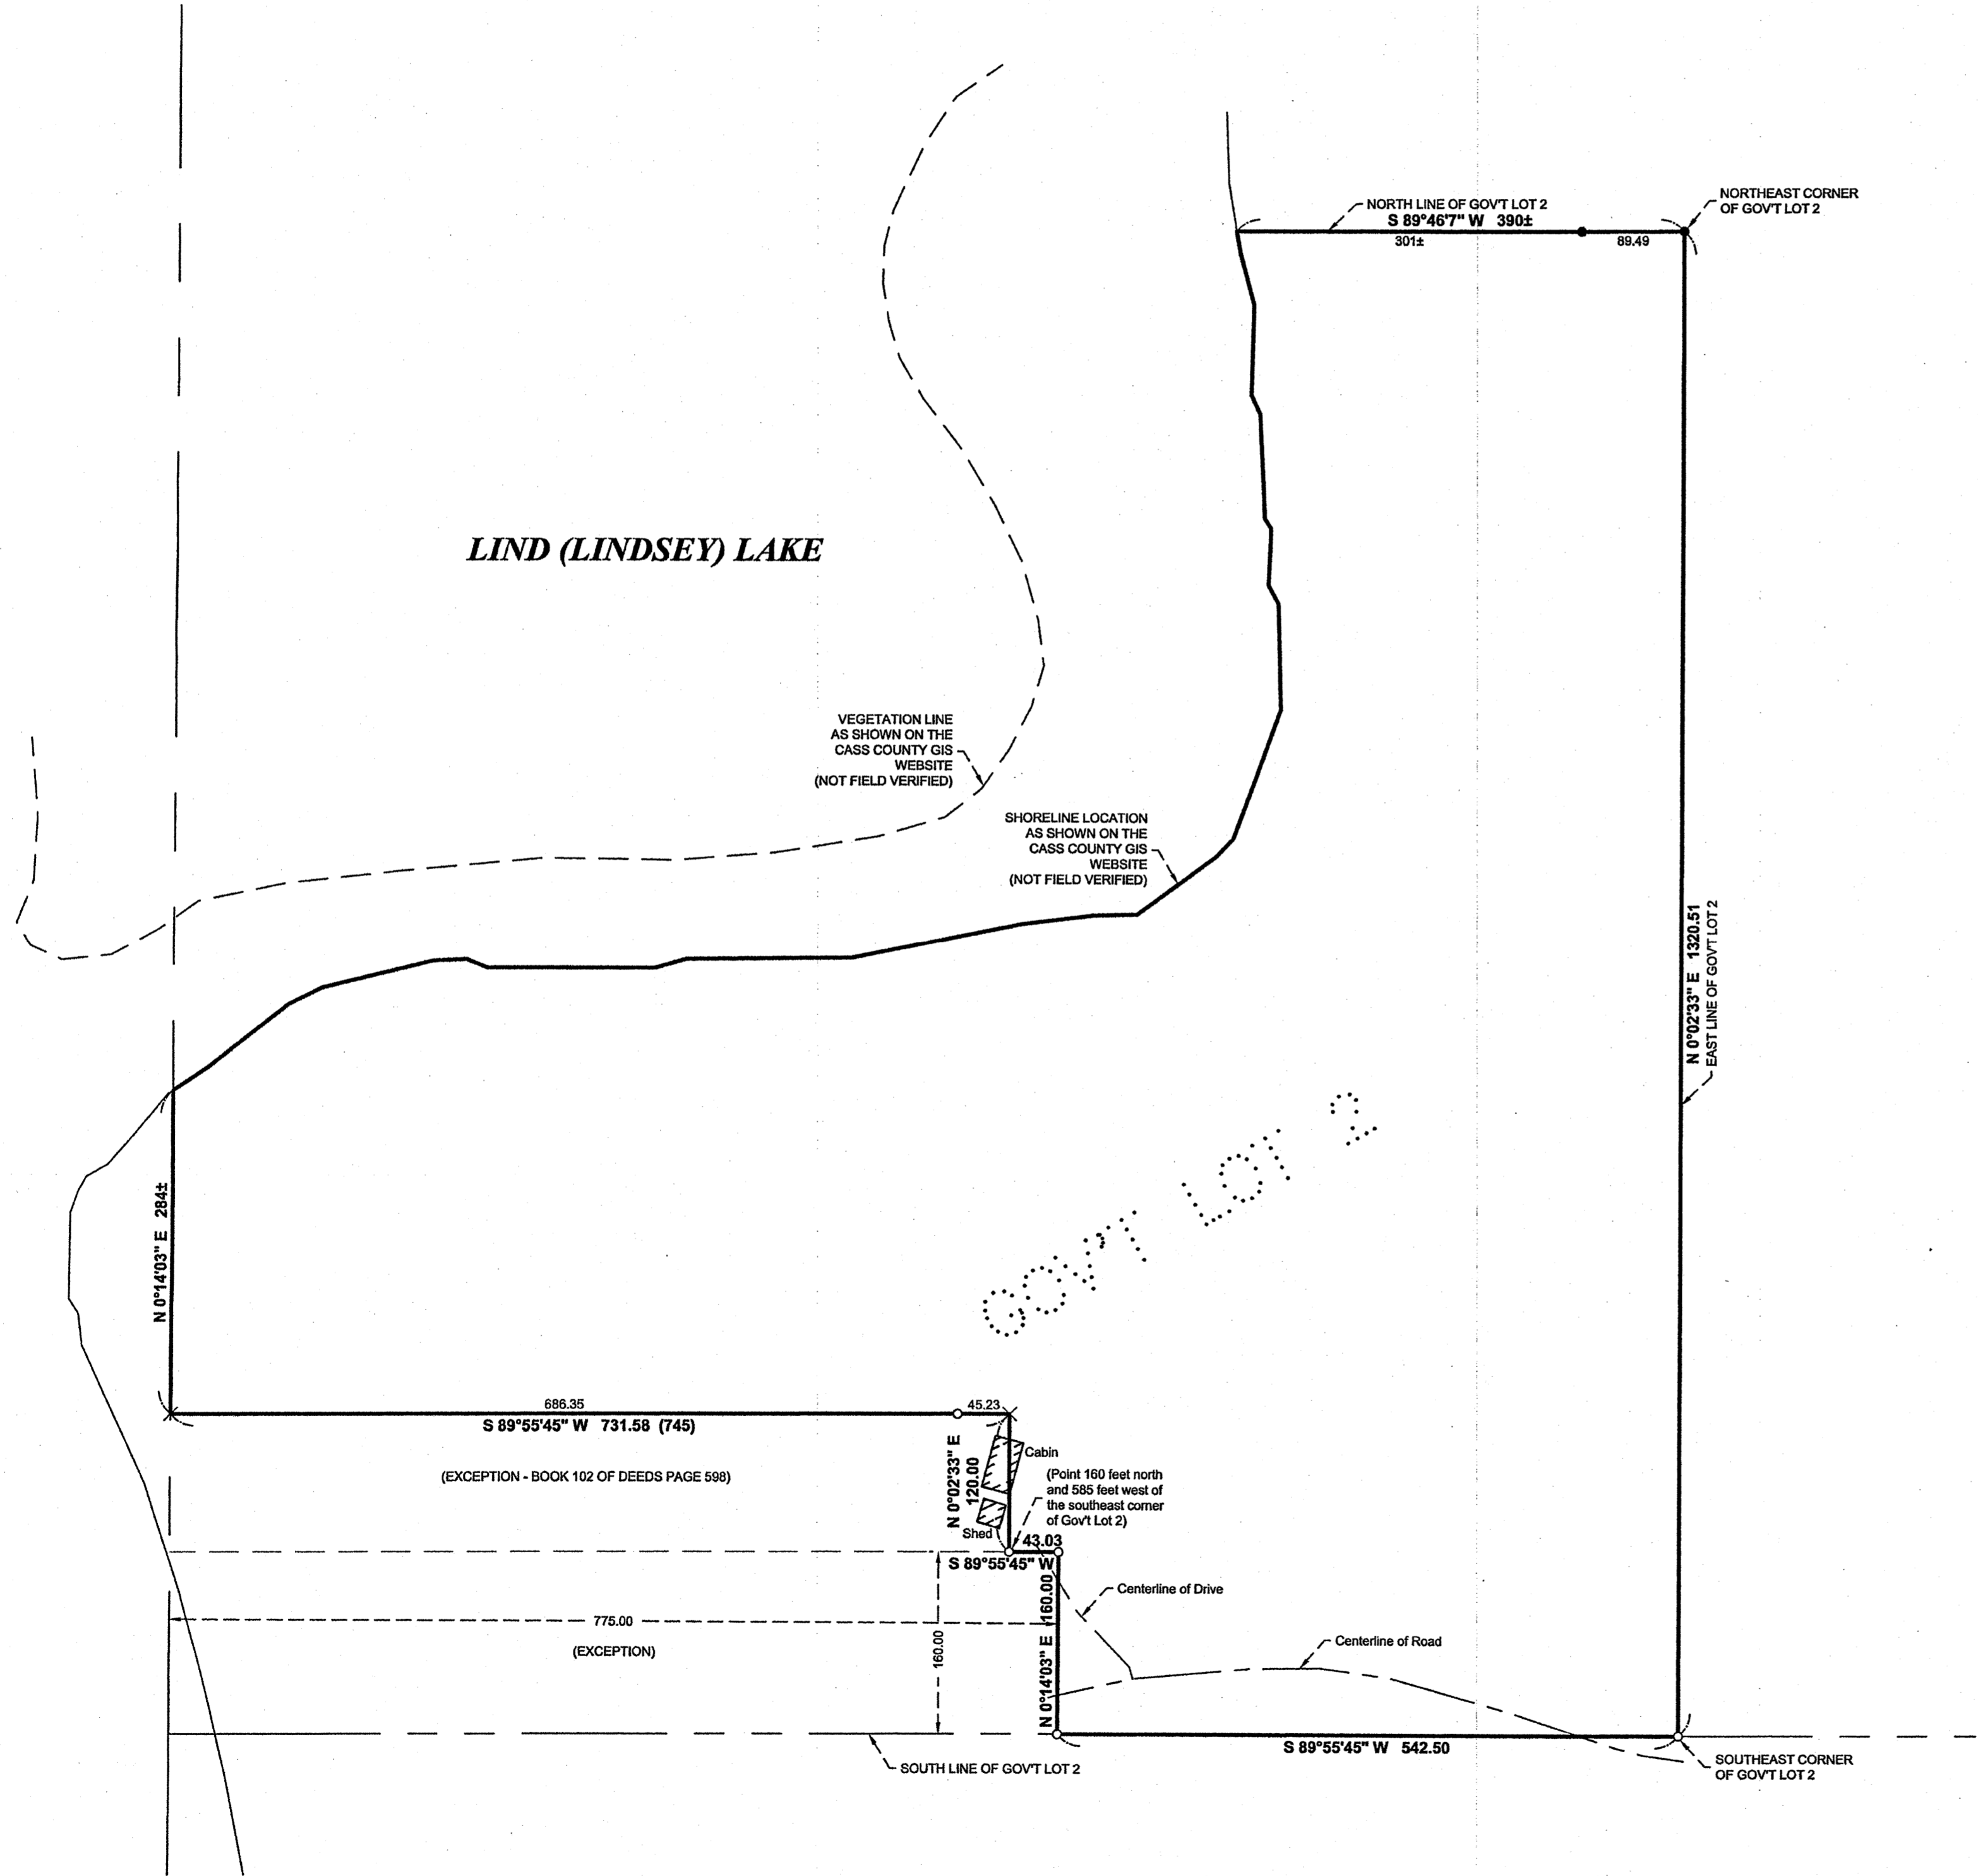 NORTHEAST CORNER
OF GOV'T LOT 2
NORTH LINE OF GOV'T LOT 2
S 89°46'7" W 390±
301±
89.49
LIND (LINDSEY) LAKE
VEGETATION LINE
AS SHOWN ON THE
CASS COUNTY GIS
WEBSITE
(NOT FIELD VERIFIED)
SHORELINE LOCATION
AS SHOWN ON THE
CASS COUNTY GIS
WEBSITE
(NOT FIELD VERIFIED)
N 0°02'33" E 1320.51
EAST LINE OF GOV'T LOT 2
GOV'T LOT 2
N 0°14'03" E 284±
686.35
45.23
S 89°55'45" W 731.58 (745)
(EXCEPTION - BOOK 102 OF DEEDS PAGE 598)
N 0°02'33" E
120.00
Cabin
(Point 160 feet north
and 585 feet west of
the southeast corner
of Gov't Lot 2)
Shed
43.03
S 89°55'45" W
Centerline of Drive
775.00
(EXCEPTION)
160.00
N 0°14'03" E 160.00
Centerline of Road
S 89°55'45" W 542.50
SOUTH LINE OF GOV'T LOT 2
SOUTHEAST CORNER
OF GOV'T LOT 2